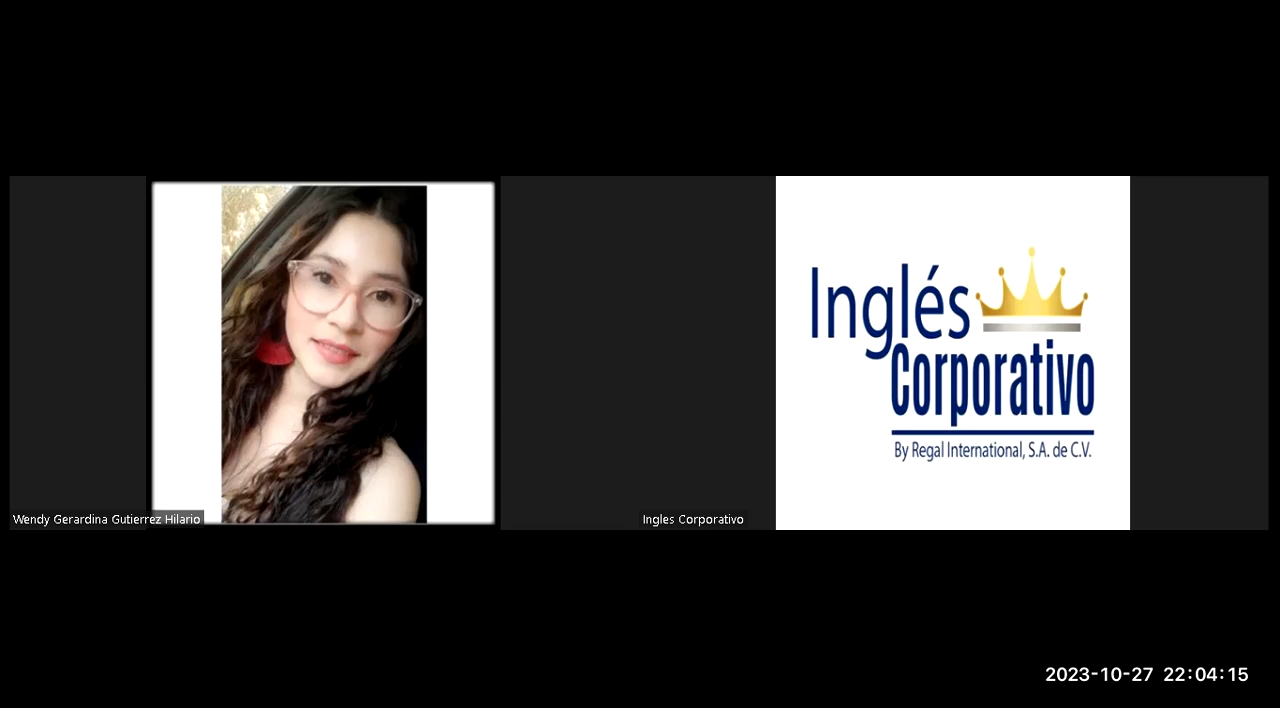 Inglés
Corporativo
By Regal International, S.A. de C.V.
Wendy Gerardina Gutierrez Hilario
Ingles Corporativo
2023-10-27 22:04:15